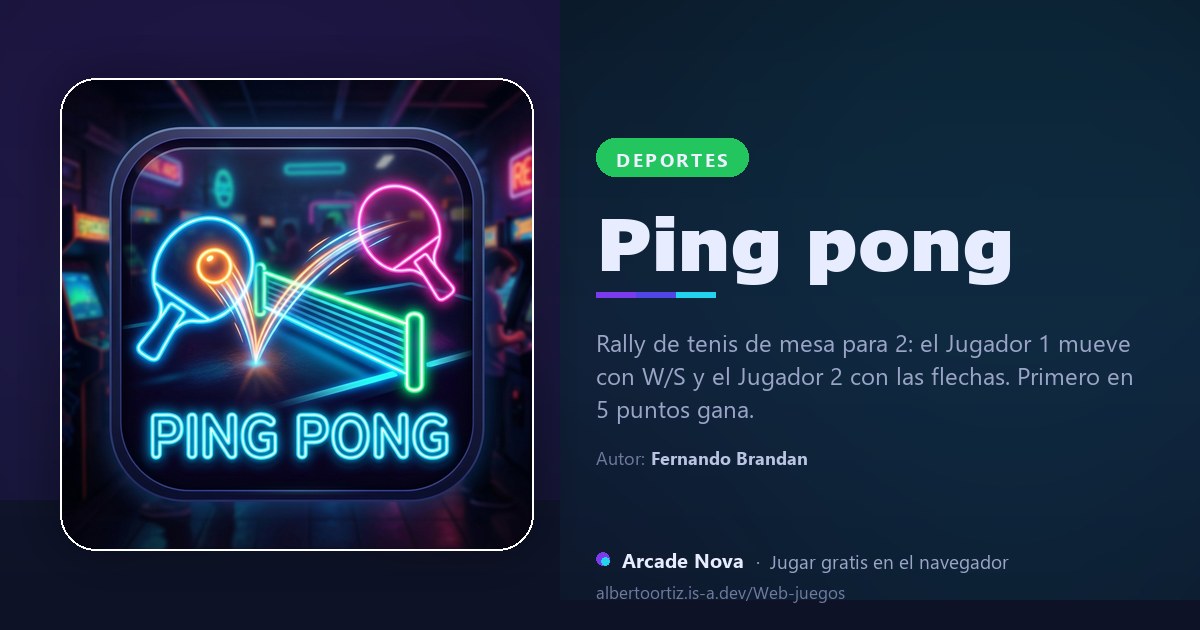 PING PONG
DEPORTES
Ping pong
Rally de tenis de mesa para 2: el Jugador 1 mueve
con W/S y el Jugador 2 con las flechas. Primero en
5 puntos gana.
Autor: Fernando Brandan
Arcade Nova · Jugar gratis en el navegador
albertoortiz.is-a.dev/Web-juegos